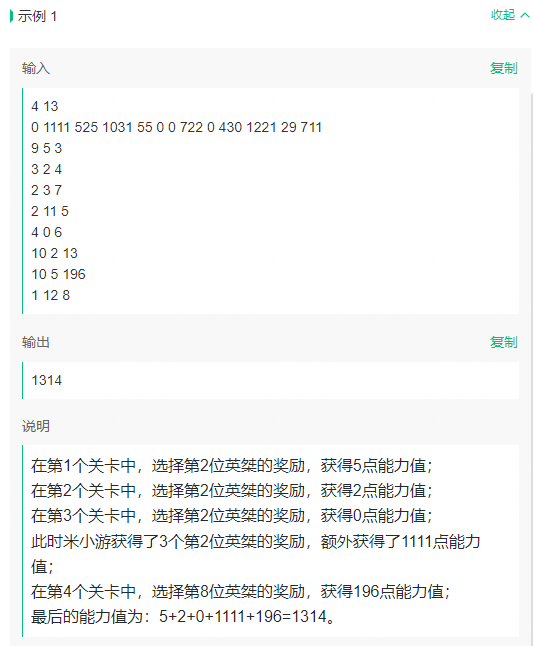 示例 1
收起
输入
复制
4 13
0 1111 525 1031 55 0 0 722 0 430 1221 29 711
9 5 3
3 2 4
2 3 7
2 11 5
4 0 6
10 2 13
10 5 196
1 12 8
输出
复制
1314
说明
在第1个关卡中，选择第2位英桀的奖励，获得5点能力值；
在第2个关卡中，选择第2位英桀的奖励，获得2点能力值；
在第3个关卡中，选择第2位英桀的奖励，获得0点能力值；
此时米小游获得了3个第2位英桀的奖励，额外获得了1111点能力
值；
在第4个关卡中，选择第8位英桀的奖励，获得196点能力值；
最后的能力值为：5+2+0+1111+196=1314。